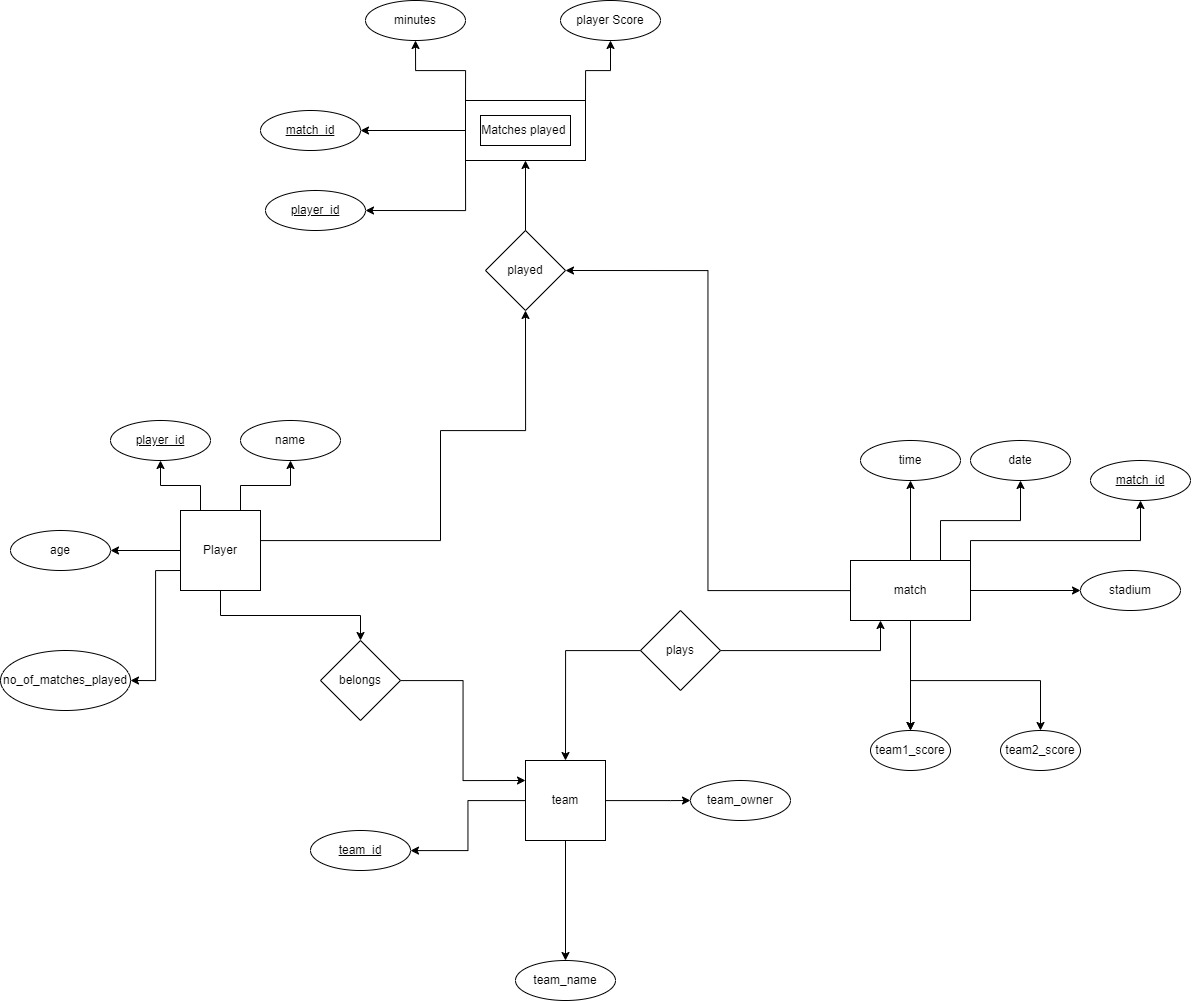 minutes
player Score
match_id
Matches played
player_id
played
player_id
name
time
date
match_id
age
Player
match
stadium
plays
no_of_matches_played
belongs
team1_score
team2_score
team
team_owner
team_id
team_name